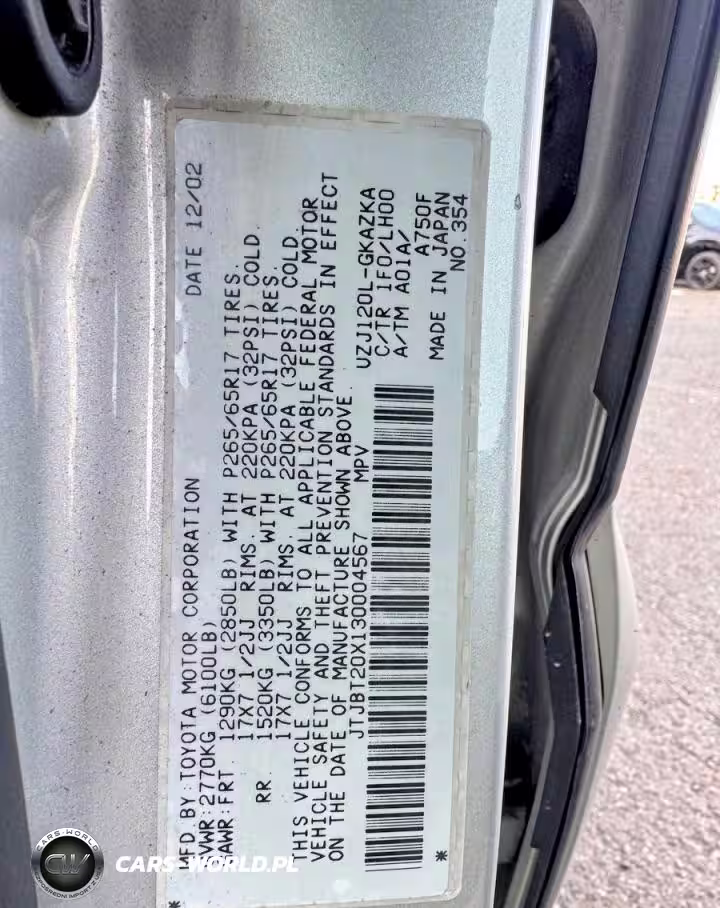 MFD. BY: TOYOTA MOTOR CORPORATION DATE 12/02
GVWR: 2770KG (6100LB)
GAWR: FRT. 1290KG (2850LB) WITH P265/65R17 TIRES.
17X7 1/2JJ RIMS. AT 220KPA (32PSI) COLD.
RR. 1520KG (3350LB) WITH P265/65R17 TIRES.
17X7 1/2JJ RIMS. AT 220KPA (32PSI) COLD.
THIS VEHICLE CONFORMS TO ALL APPLICABLE FEDERAL MOTOR
VEHICLE SAFETY AND THEFT PREVENTION STANDARDS IN EFFECT
ON THE DATE OF MANUFACTURE SHOWN ABOVE.
JTJBT20X130004567 MPV
UZJ120L-GKAZKA
C/TR 1F0/LH00
A/TM A01A/
A750F
MADE IN JAPAN
NO.354
* *
CARS-WORLD
CW
CARS-WORLD.PL